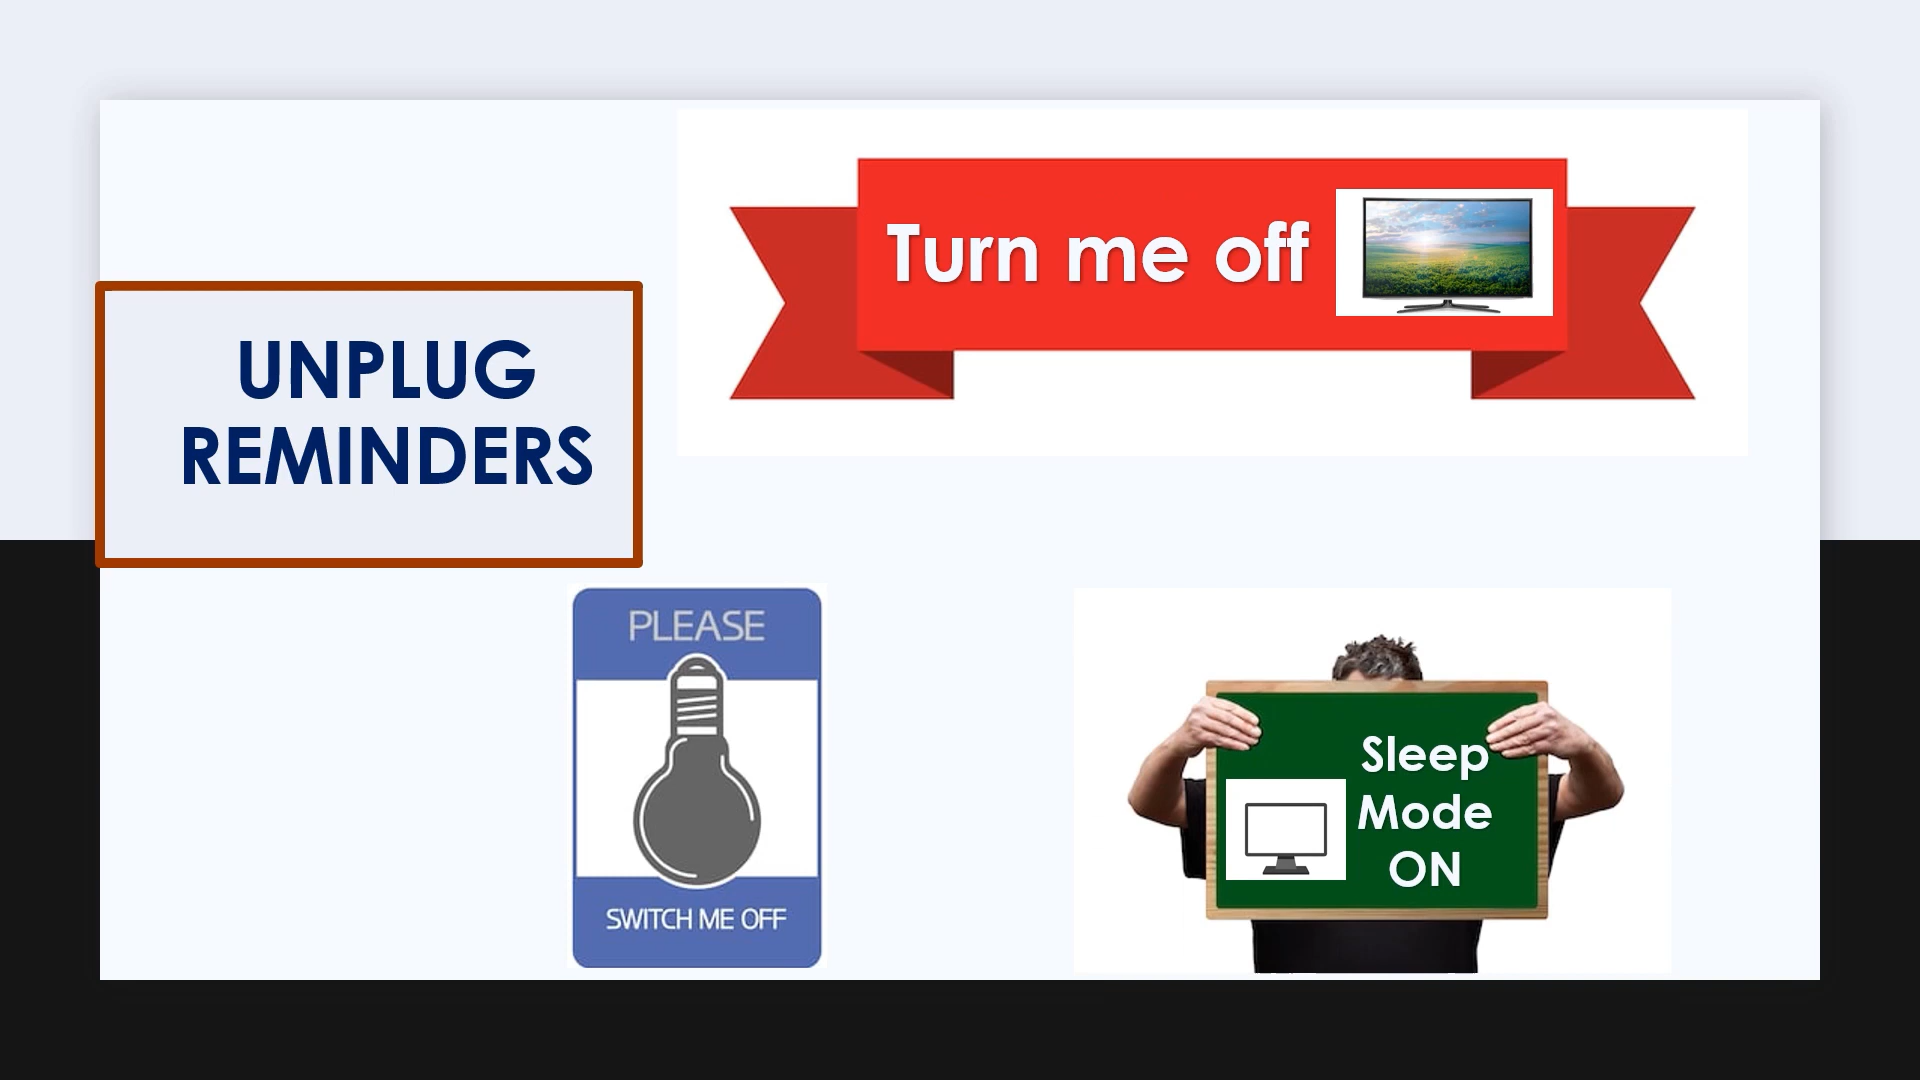 UNPLUG
REMINDERS
Turn me off
PLEASE
SWITCH ME OFF
Sleep
Mode
ON